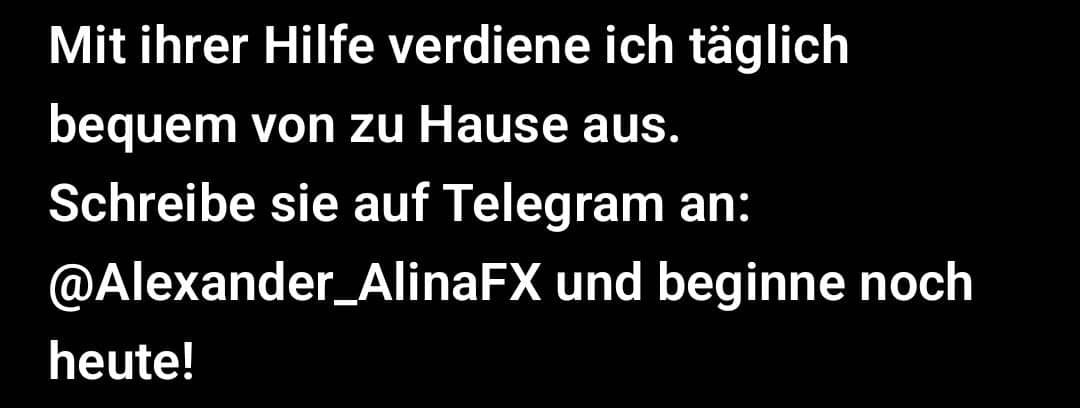 Mit ihrer Hilfe verdiene ich täglich
bequem von zu Hause aus.
Schreibe sie auf Telegram an:
@Alexander_AlinaFX und beginne noch
heute!